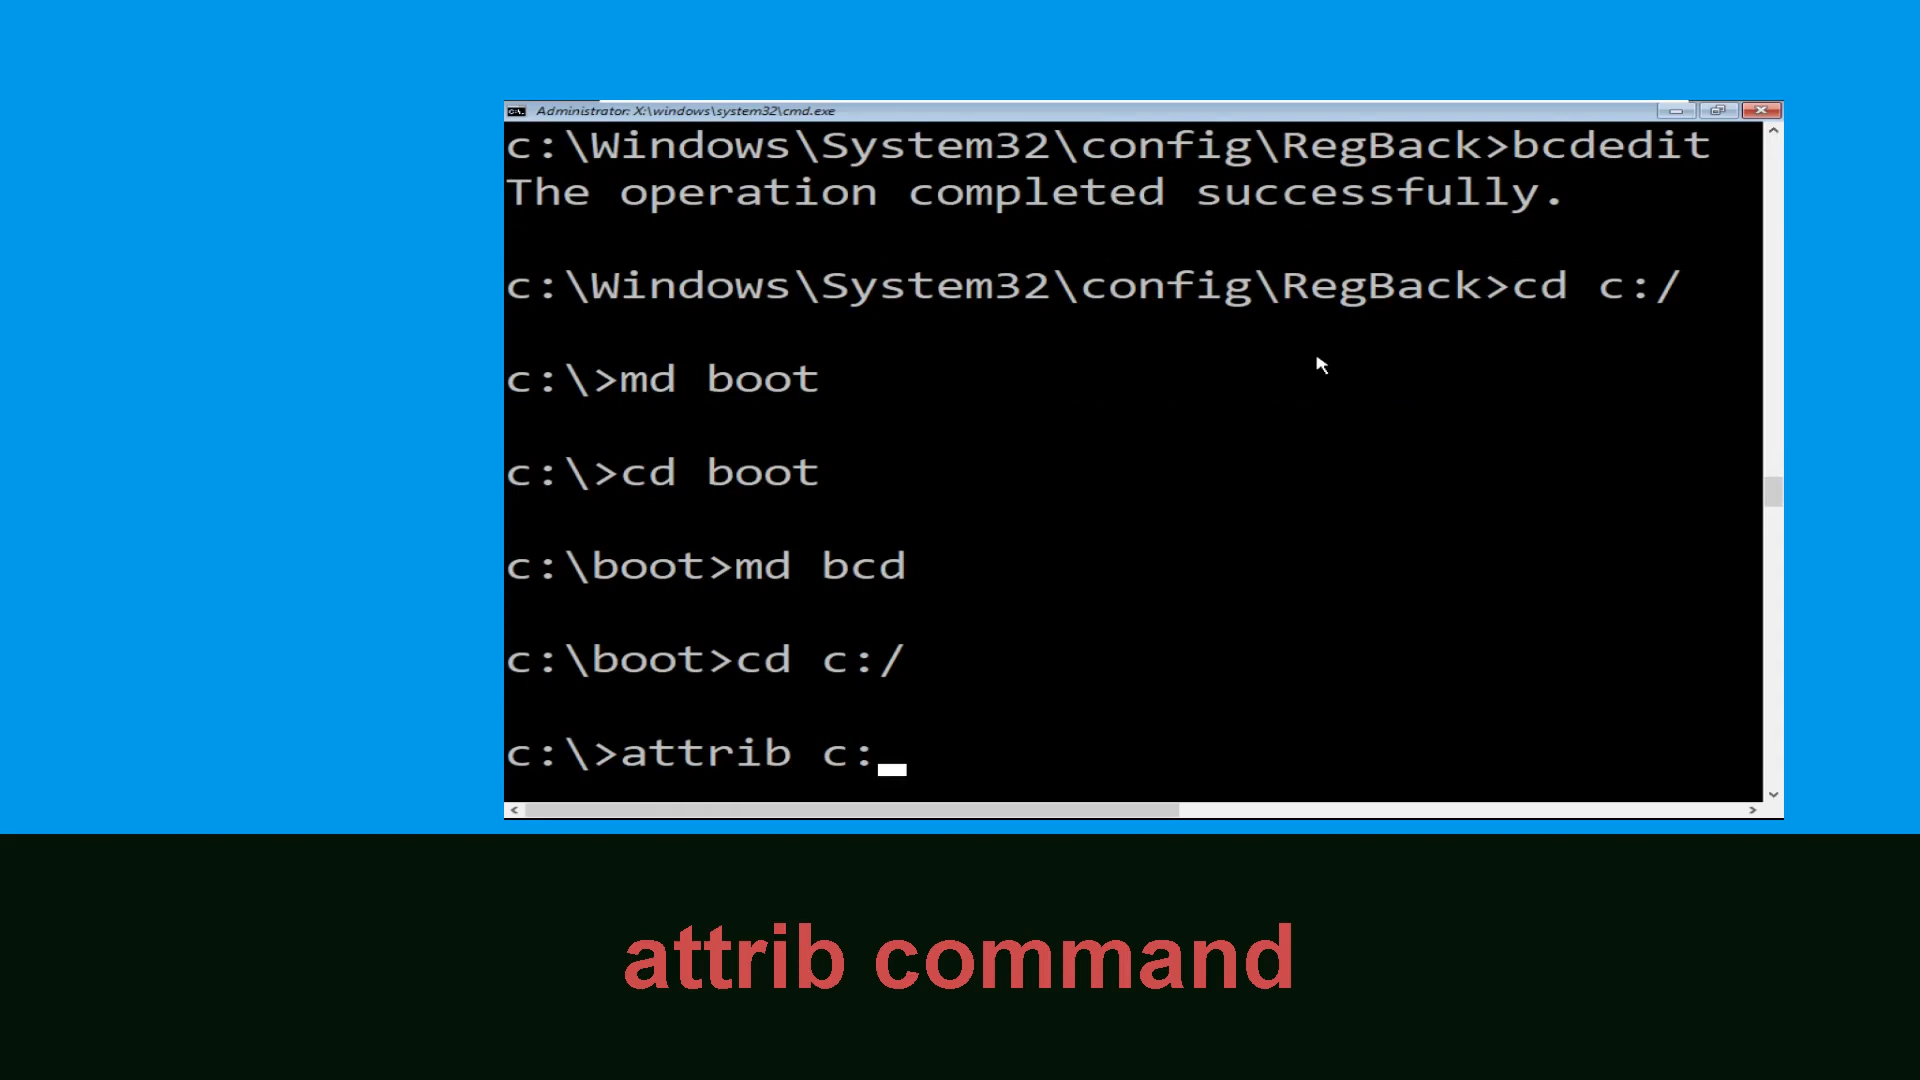 Administrator: X:\windows\system32\cmd.exe
c:\Windows\System32\config\RegBack>bcdedit
The operation completed successfully.
c:\Windows\System32\config\RegBack>cd c:/
c:\>md boot
c:\>cd boot
c:\boot>md bcd
c:\boot>cd c:/
c:\>attrib c:
attrib command